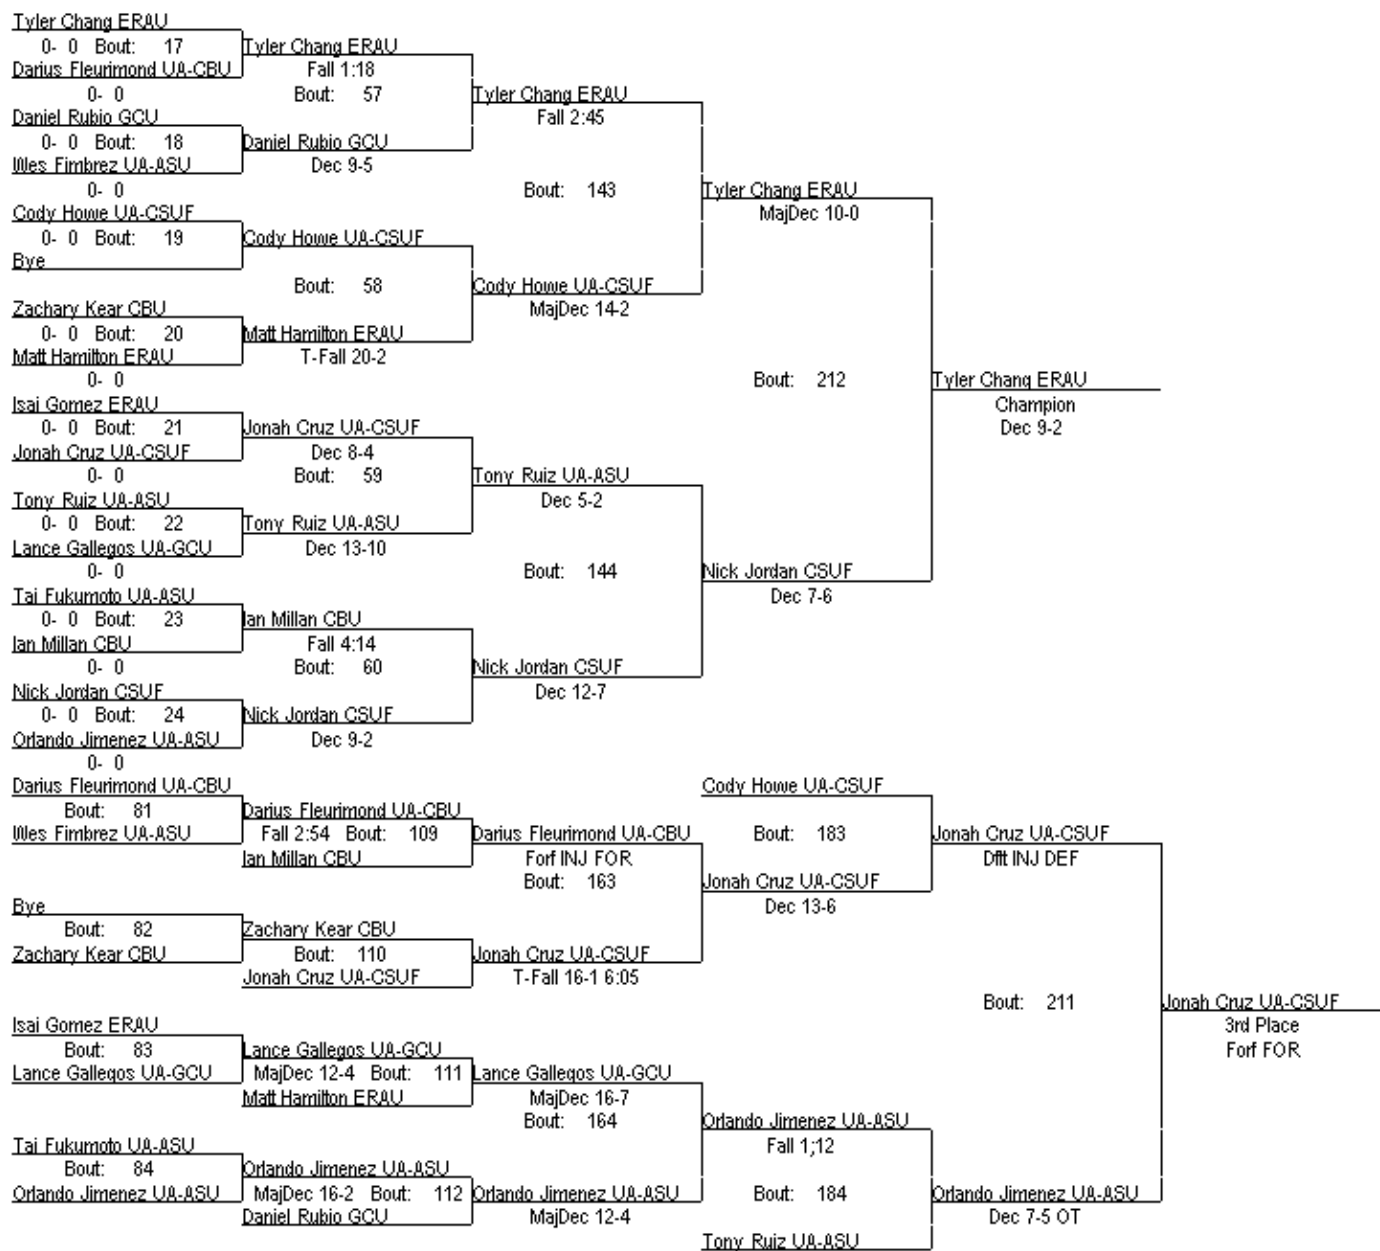 Tyler Chang ERAU
0- 0 Bout: 17 Tyler Chang ERAU
Darius Fleurimond UA-CBU Fall 1:18
0- 0 Bout: 57 Tyler Chang ERAU
Daniel Rubio GCU Fall 2:45
0- 0 Bout: 18 Daniel Rubio GCU
Wes Fimbrez UA-ASU Dec 9-5
0- 0 Bout: 143 Tyler Chang ERAU
Cody Howe UA-CSUF MajDec 10-0
0- 0 Bout: 19 Cody Howe UA-CSUF
Bye
Bout: 58 Cody Howe UA-CSUF
Zachary Kear CBU MajDec 14-2
0- 0 Bout: 20 Matt Hamilton ERAU
Matt Hamilton ERAU T-Fall 20-2
0- 0 Bout: 212 Tyler Chang ERAU
Isai Gomez ERAU Champion
0- 0 Bout: 21 Jonah Cruz UA-CSUF Dec 9-2
Jonah Cruz UA-CSUF Dec 8-4
0- 0 Bout: 59 Tony Ruiz UA-ASU
Tony Ruiz UA-ASU Dec 5-2
0- 0 Bout: 22 Tony Ruiz UA-ASU
Lance Gallegos UA-GCU Dec 13-10
0- 0 Bout: 144 Nick Jordan CSUF
Tai Fukumoto UA-ASU Dec 7-6
0- 0 Bout: 23 Ian Millan CBU
Ian Millan CBU Fall 4:14
0- 0 Bout: 60 Nick Jordan CSUF
Nick Jordan CSUF Dec 12-7
0- 0 Bout: 24 Nick Jordan CSUF
Orlando Jimenez UA-ASU Dec 9-2
0- 0
Darius Fleurimond UA-CBU Cody Howe UA-CSUF
Bout: 81 Darius Fleurimond UA-CBU
Wes Fimbrez UA-ASU Fall 2:54 Bout: 109 Darius Fleurimond UA-CBU Bout: 183 Jonah Cruz UA-CSUF
Ian Millan CBU Forf INJ FOR Dftt INJ DEF
Bout: 163 Jonah Cruz UA-CSUF
Bye Dec 13-6
Bout: 82 Zachary Kear CBU
Zachary Kear CBU Bout: 110 Jonah Cruz UA-CSUF
Jonah Cruz UA-CSUF T-Fall 16-1 6:05
Bout: 211 Jonah Cruz UA-CSUF
Isai Gomez ERAU 3rd Place
Bout: 83 Lance Gallegos UA-GCU Forf FOR
Lance Gallegos UA-GCU MajDec 12-4 Bout: 111 Lance Gallegos UA-GCU
Matt Hamilton ERAU MajDec 16-7
Bout: 164 Orlando Jimenez UA-ASU
Tai Fukumoto UA-ASU Fall 1;12
Bout: 84 Orlando Jimenez UA-ASU
Orlando Jimenez UA-ASU MajDec 16-2 Bout: 112 Orlando Jimenez UA-ASU Bout: 184 Orlando Jimenez UA-ASU
Daniel Rubio GCU MajDec 12-4 Dec 7-5 OT
Tony Ruiz UA-ASU